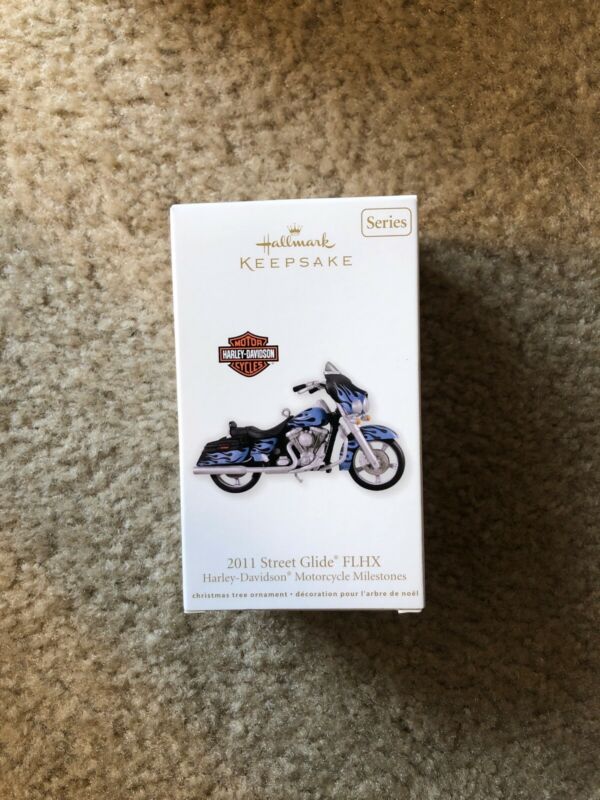 Series
Hallmark
KEEPSAKE
MOTOR
HARLEY-DAVIDSON
CYCLES
2011 Street Glide® FLHX
Harley-Davidson® Motorcycle Milestones
christmas tree ornament • décoration pour l'arbre de noël